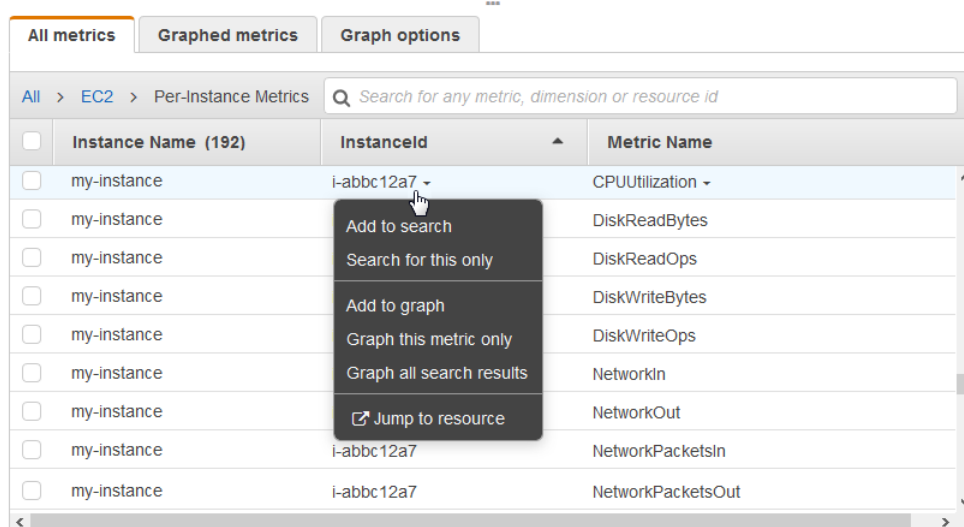 All metrics Graphed metrics Graph options
All > EC2 > Per-Instance Metrics Search for any metric, dimension or resource id
Instance Name (192) InstanceId Metric Name
my-instance i-abbc12a7 CPUUtilization
my-instance DiskReadBytes
my-instance DiskReadOps
my-instance DiskWriteBytes
my-instance DiskWriteOps
my-instance NetworkIn
my-instance NetworkOut
my-instance i-abbc12a7 NetworkPacketsIn
my-instance i-abbc12a7 NetworkPacketsOut
Add to search
Search for this only
Add to graph
Graph this metric only
Graph all search results
Jump to resource